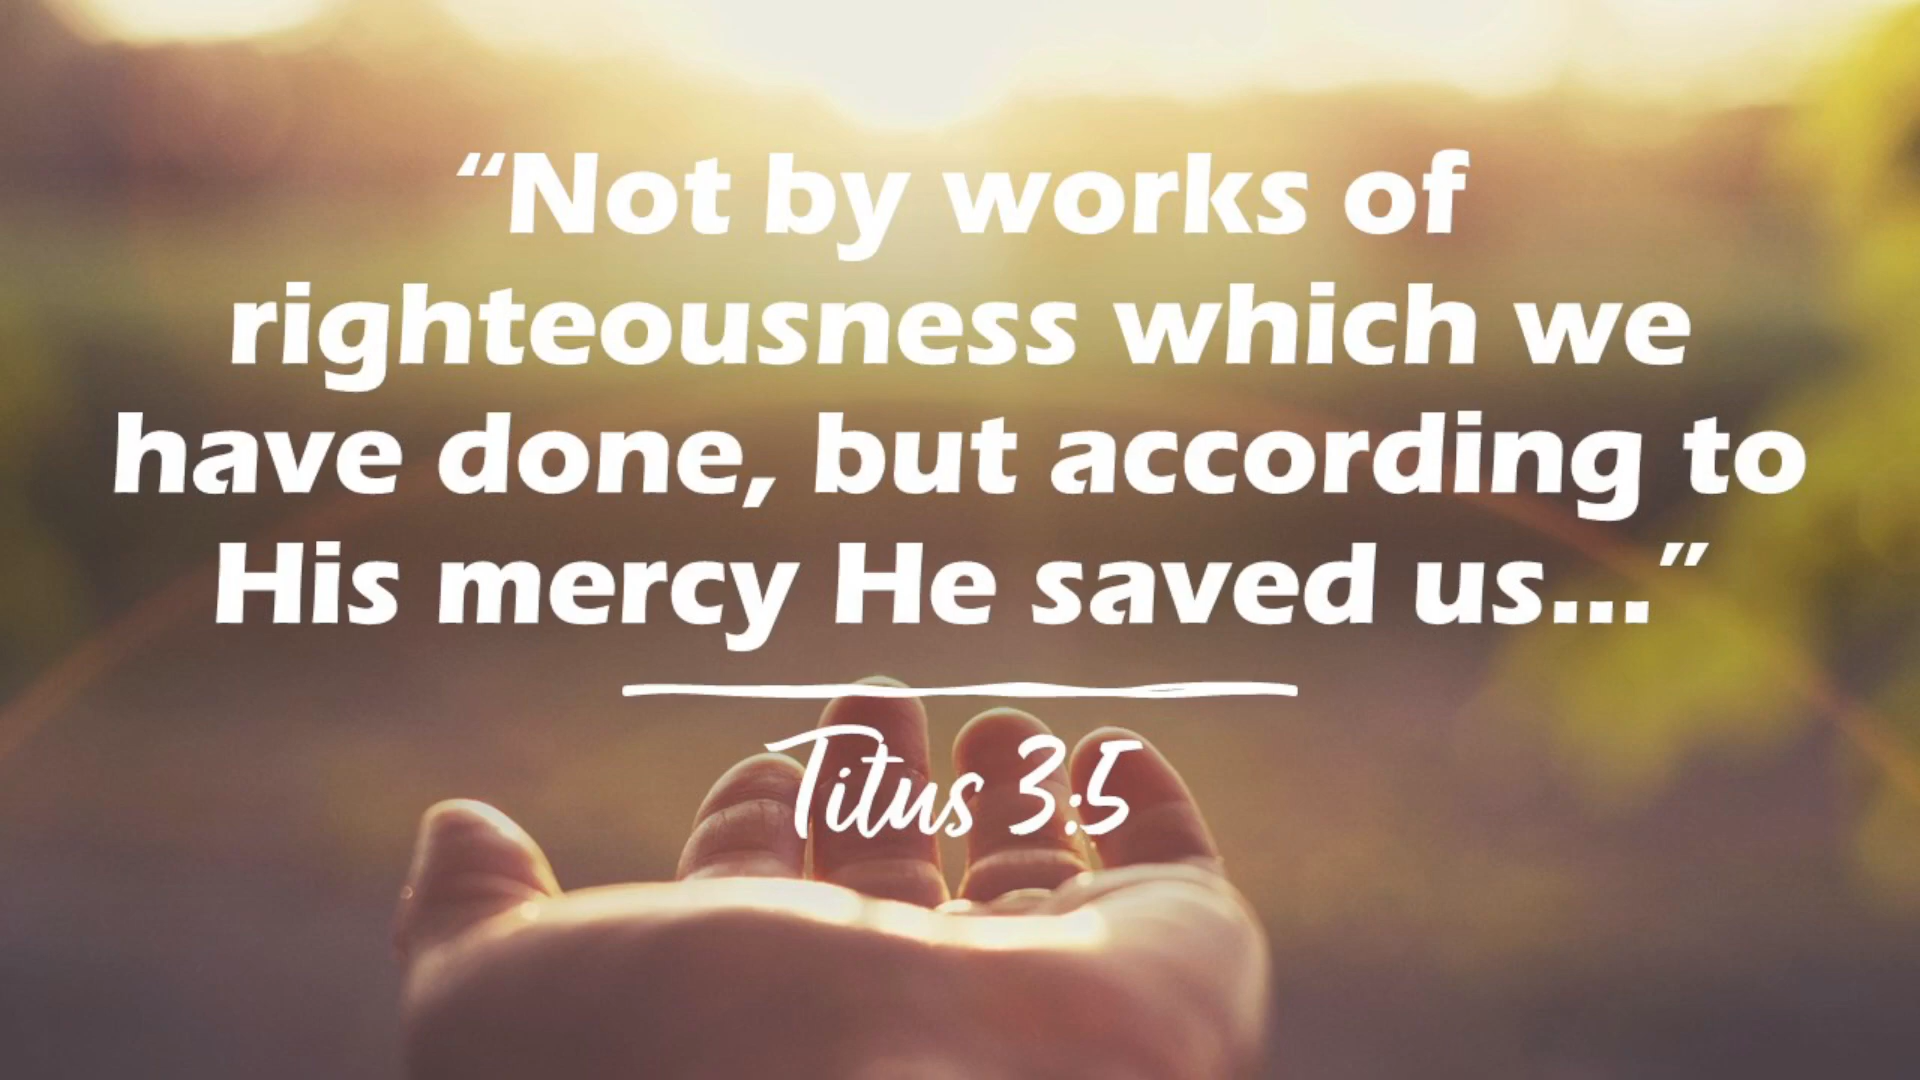 “Not by works of
righteousness which we
have done, but according to
His mercy He saved us...”
Titus 3:5